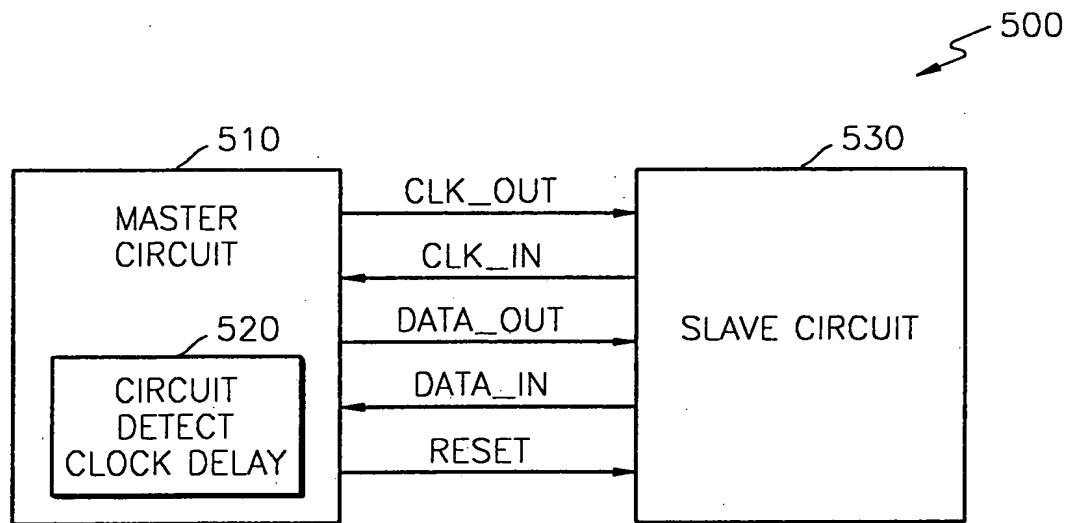 500
510
530
MASTER
CIRCUIT
CLK_OUT
CLK_IN
DATA_OUT
DATA_IN
RESET
520
CIRCUIT
DETECT
CLOCK DELAY
SLAVE CIRCUIT